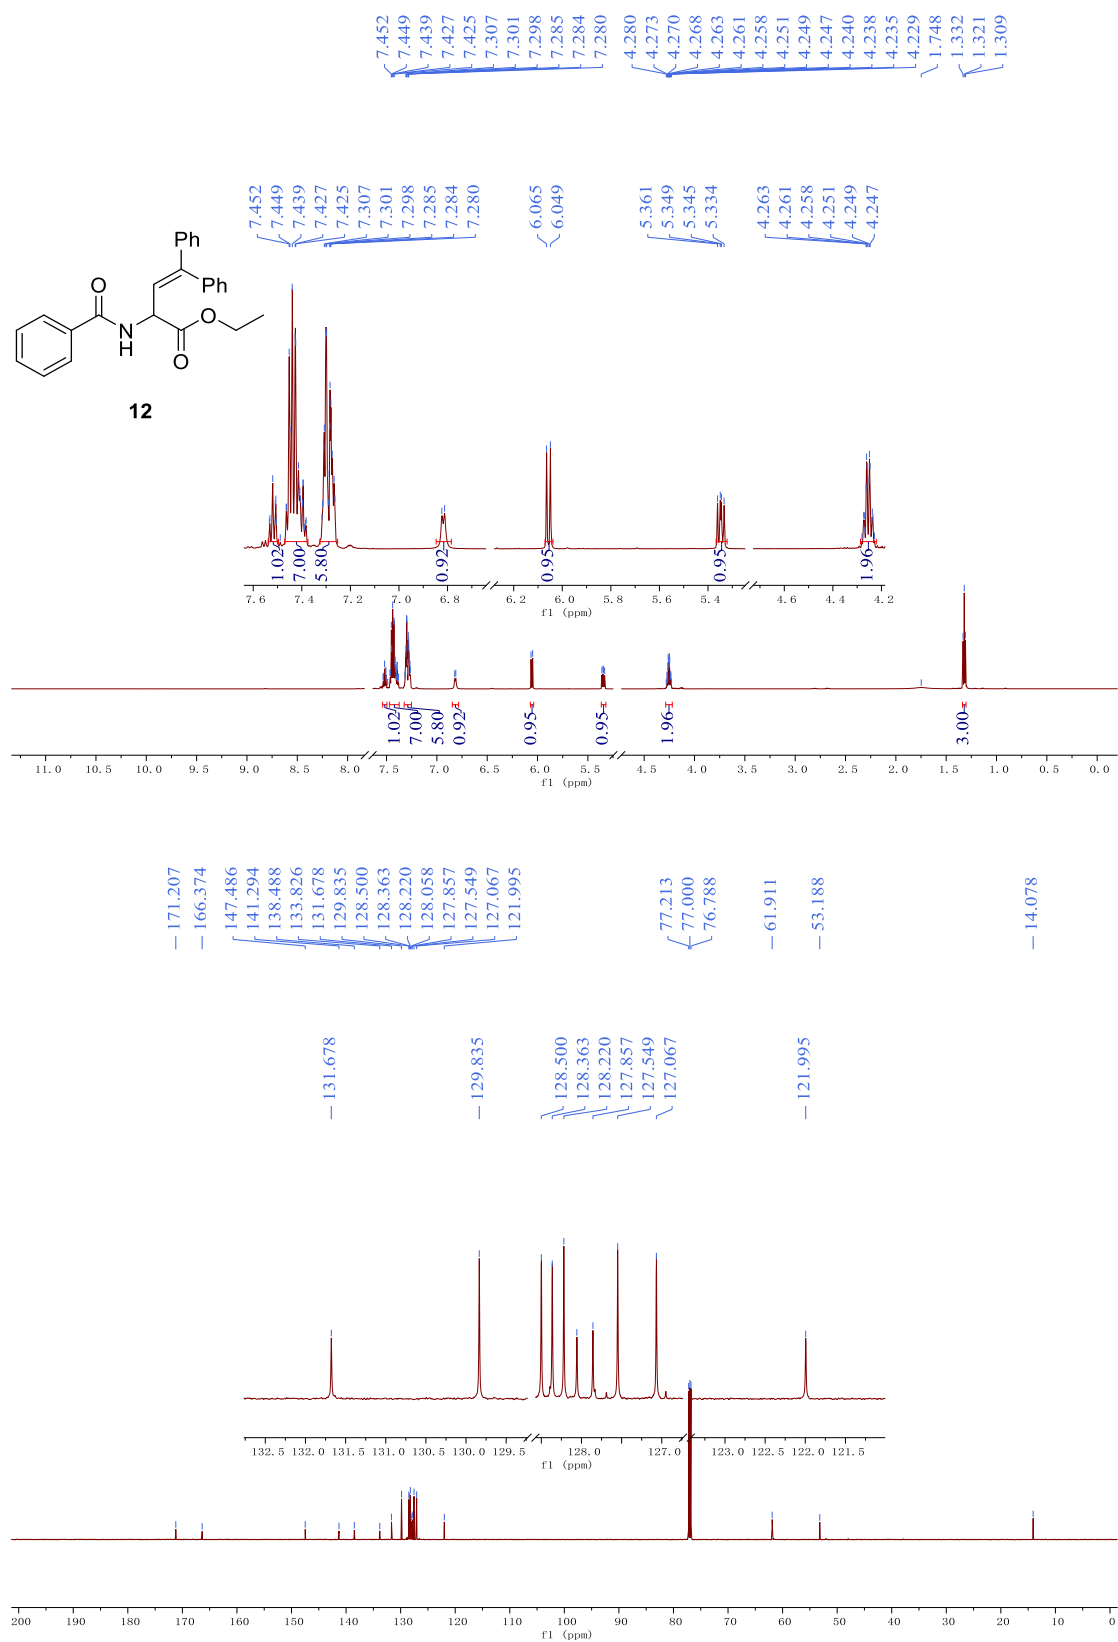 7.452 7.449 7.439 7.427 7.425 7.307 7.301 7.298 7.285 7.284 7.280 4.280 4.273 4.270 4.268 4.263 4.261 4.258 4.251 4.249 4.247 4.240 4.238 4.235 4.229 1.748 1.332 1.321 1.309
7.452 7.449 7.439 7.427 7.425 7.307 7.301 7.298 7.285 7.284 7.280 6.065 6.049 5.361 5.349 5.345 5.334 4.263 4.261 4.258 4.251 4.249 4.247
Ph
Ph
O
O
N
H
O
12
1.02 7.00 5.80 0.92 0.95 0.95 1.96
7.6 7.4 7.2 7.0 6.8 6.2 6.0 5.8 5.6 5.4 4.6 4.4 4.2
f1 (ppm)
1.02 7.00 5.80 0.92 0.95 0.95 1.96 3.00
11.0 10.5 10.0 9.5 9.0 8.5 8.0 7.5 7.0 6.5 6.0 5.5 4.5 4.0 3.5 3.0 2.5 2.0 1.5 1.0 0.5 0.0
f1 (ppm)
171.207 166.374 147.486 141.294 138.488 133.826 131.678 129.835 128.500 128.363 128.220 128.058 127.857 127.549 127.067 121.995 77.213 77.000 76.788 61.911 53.188 14.078
131.678 129.835 128.500 128.363 128.220 127.857 127.549 127.067 121.995
132.5 132.0 131.5 131.0 130.5 130.0 129.5 128.0 127.0 123.0 122.5 122.0 121.5
f1 (ppm)
200 190 180 170 160 150 140 130 120 110 100 90 80 70 60 50 40 30 20 10 0
f1 (ppm)